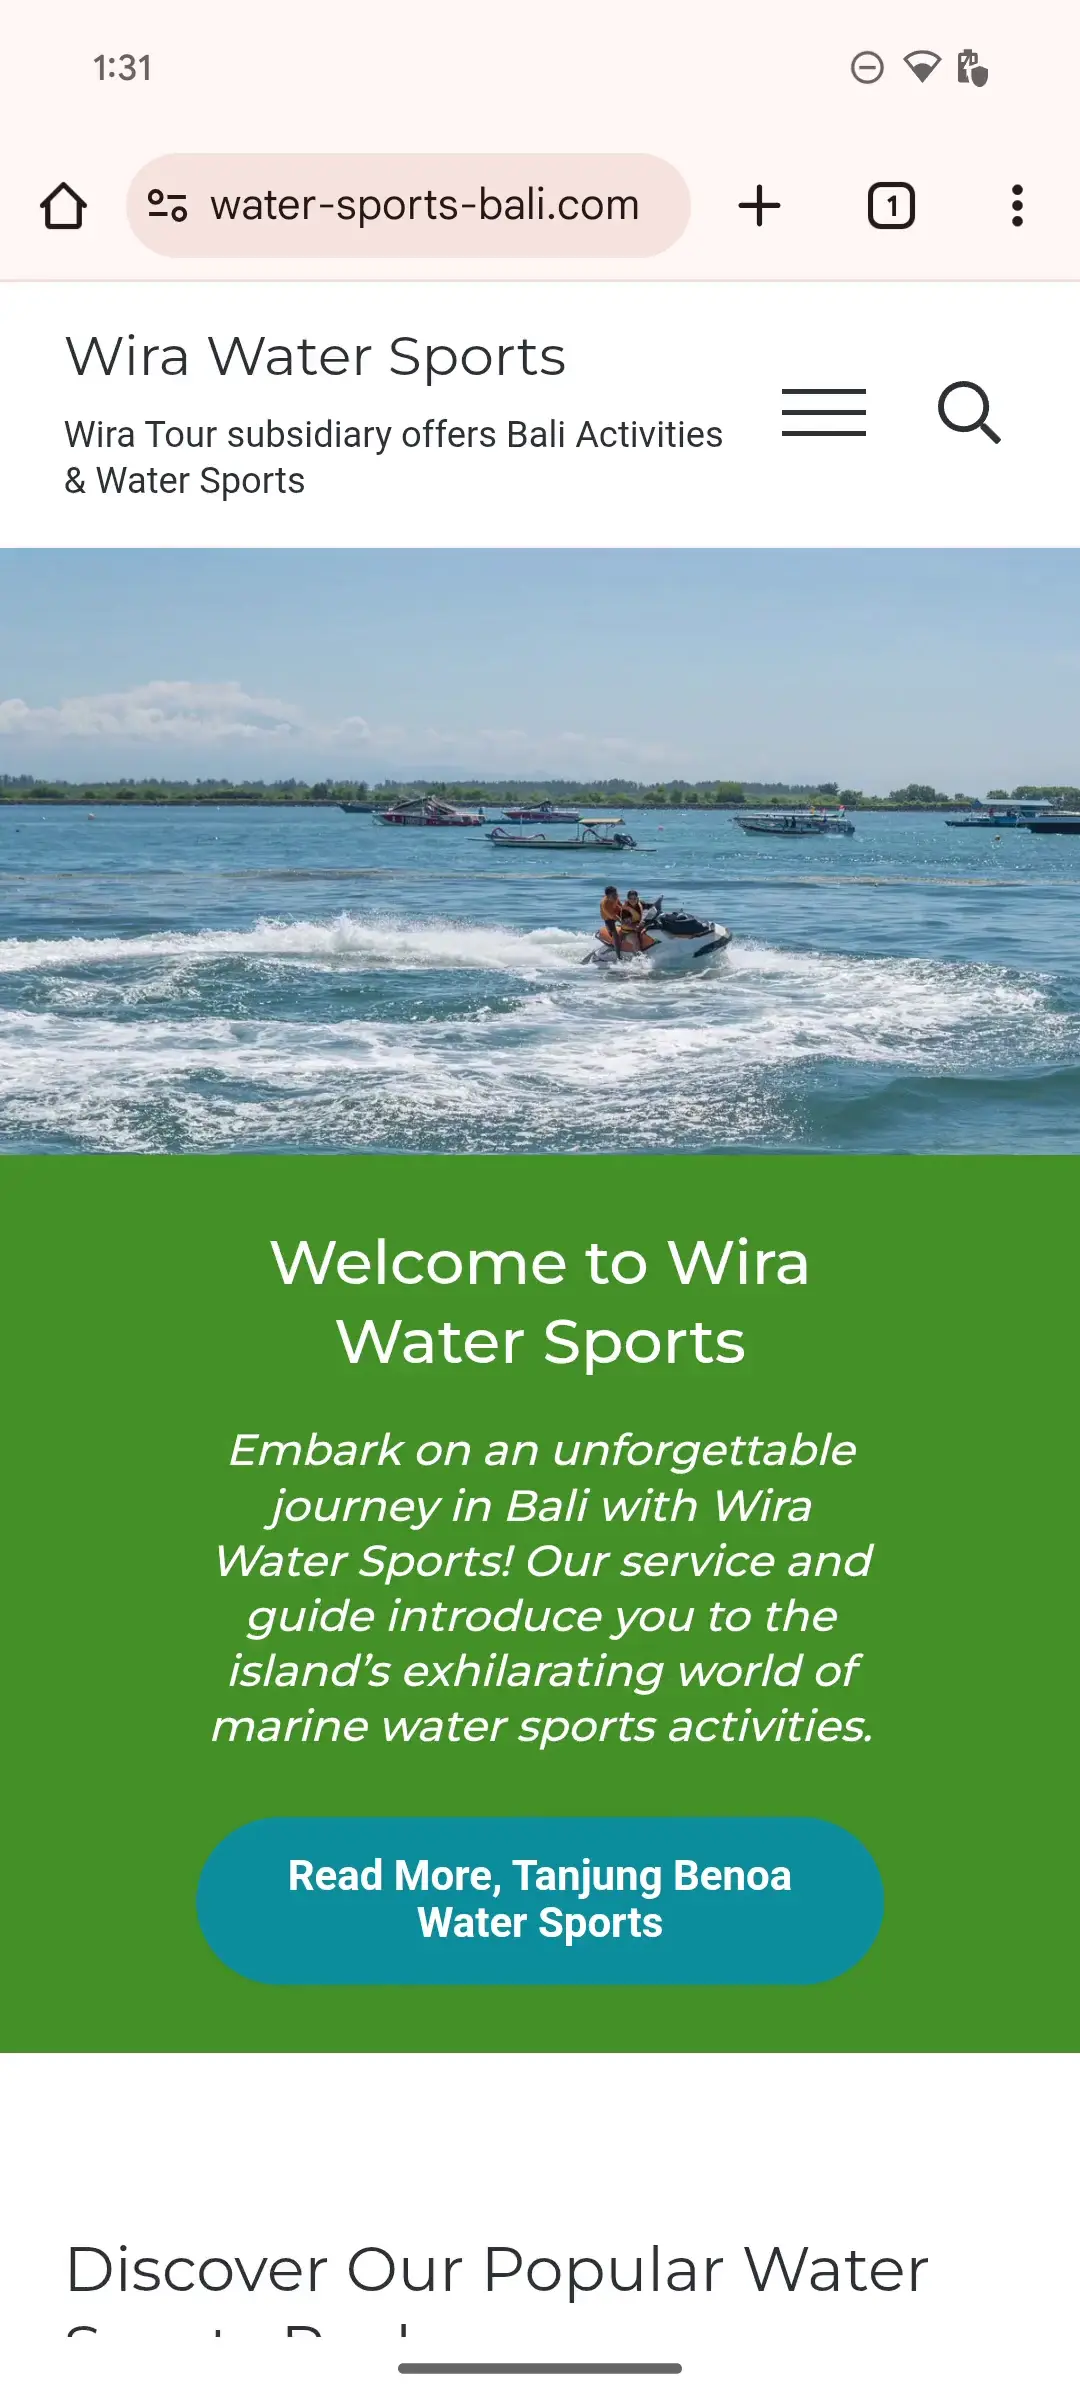 1:31
water-sports-bali.com
1
Wira Water Sports
Wira Tour subsidiary offers Bali Activities
& Water Sports
Welcome to Wira
Water Sports
Embark on an unforgettable
journey in Bali with Wira
Water Sports! Our service and
guide introduce you to the
island’s exhilarating world of
marine water sports activities.
Read More, Tanjung Benoa
Water Sports
Discover Our Popular Water